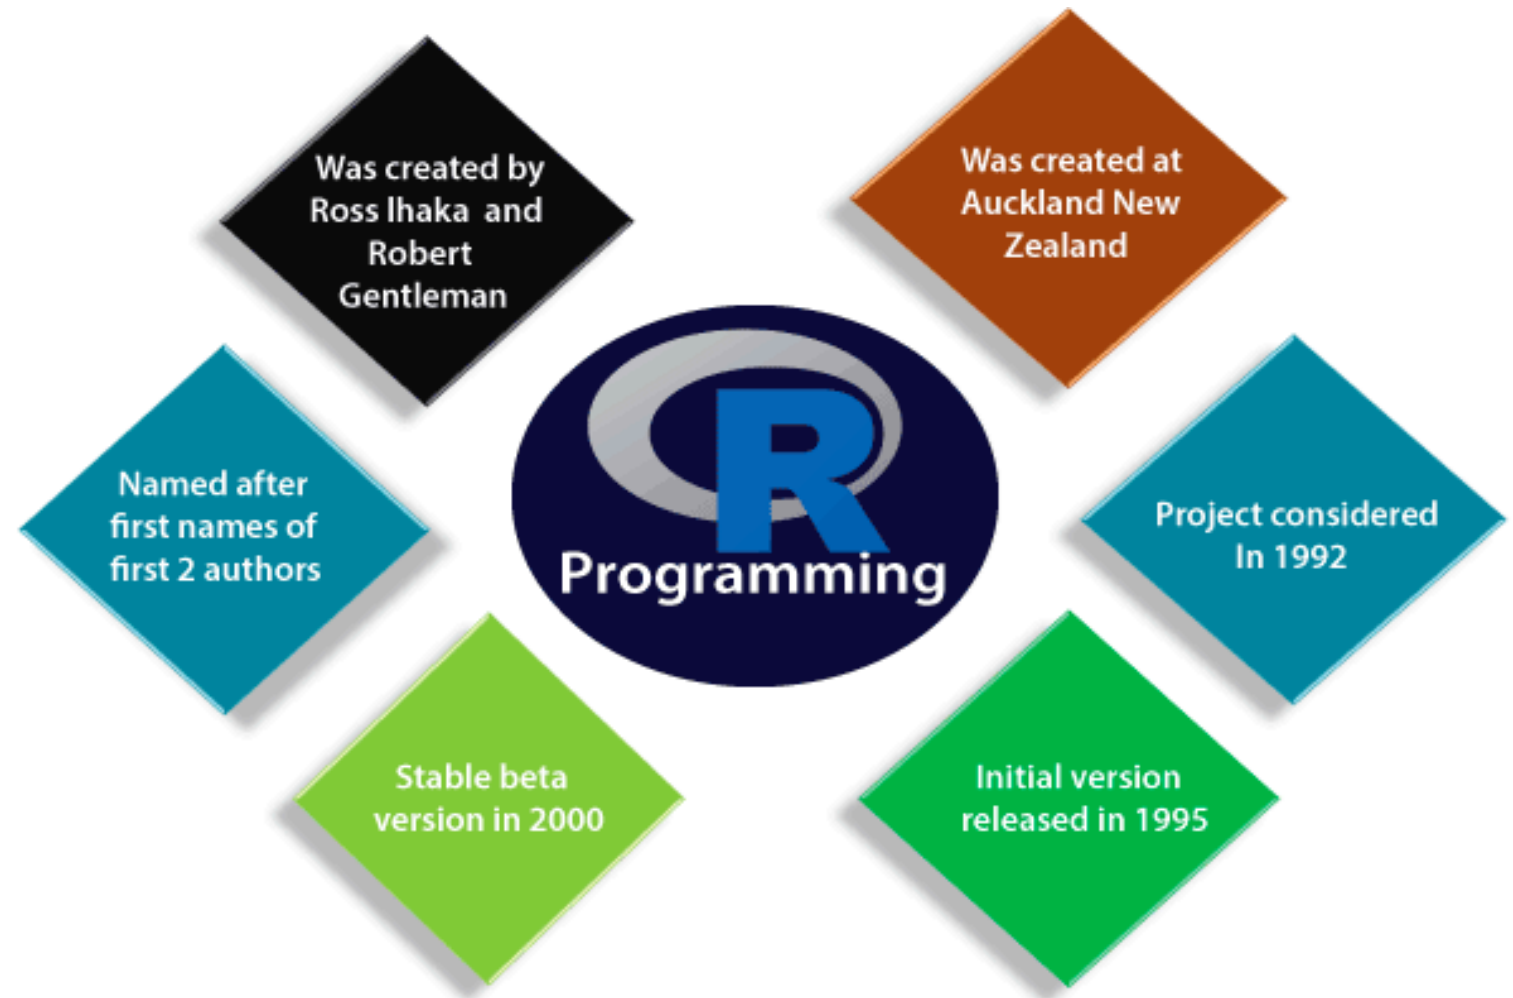 Was created by
Ross Ihaka and
Robert
Gentleman
Was created at
Auckland New
Zealand
Named after
first names of
first 2 authors
R
Programming
Project considered
In 1992
Stable beta
version in 2000
Initial version
released in 1995